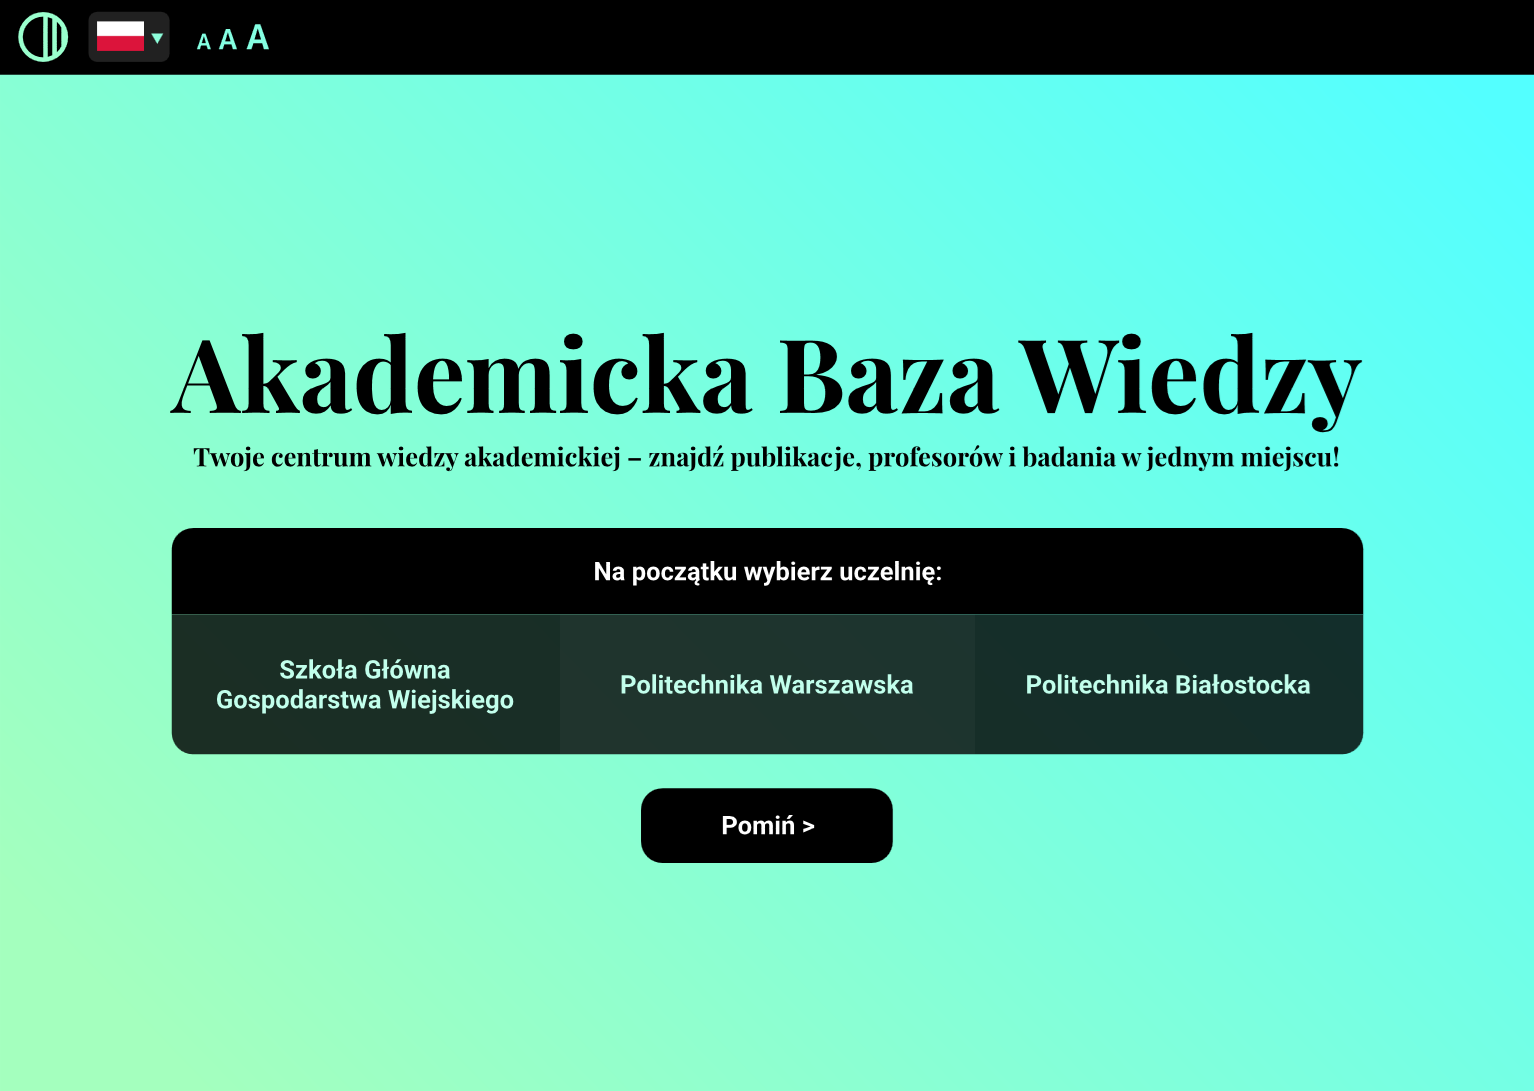 A A A
Akademicka Baza Wiedzy
Twoje centrum wiedzy akademickiej – znajdź publikacje, profesorów i badania w jednym miejscu!
Na początku wybierz uczelnię:
Szkoła Główna
Gospodarstwa Wiejskiego
Politechnika Warszawska
Politechnika Białostocka
Pomiń >